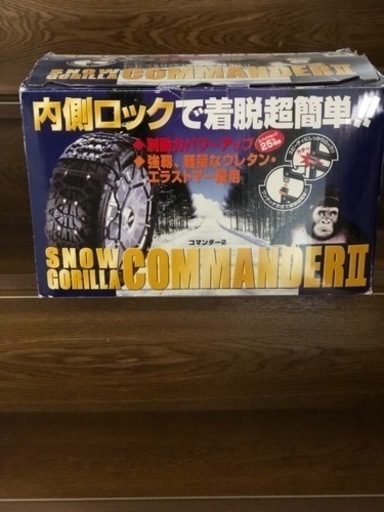 SNOW GORILLA COMMANDERII
内側ロックで着脱超簡単!!
◆制動力パワーアップ
◆強靭、軽量なウレタン・
エラストマー採用
コマンダー2
SNOW
GORILLA COMMANDERII